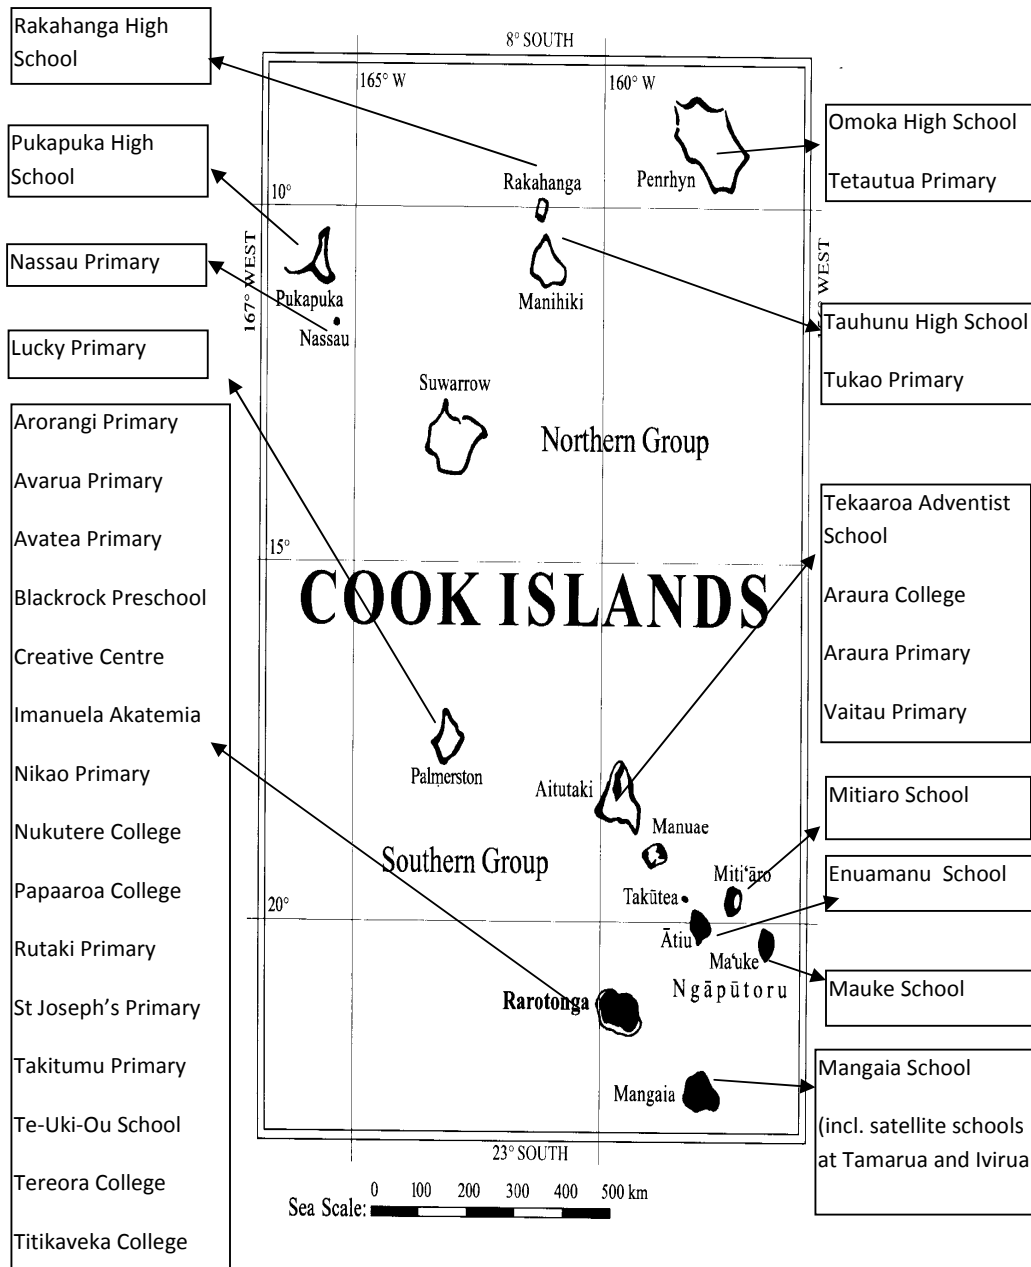 Rakahanga High
School
Pukapuka High
School
Nassau Primary
Lucky Primary
Arorangi Primary
Avarua Primary
Avatea Primary
Blackrock Preschool
Creative Centre
Imanuela Akatemia
Nikao Primary
Nukutere College
Papaaroa College
Rutaki Primary
St Joseph's Primary
Takitumu Primary
Te-Uki-Ou School
Tereora College
Titikaveka College
8° SOUTH
165° W
160° W
Penrhyn
Rakahanga
10°
167° WEST
Pukapuka
Nassau
Manihiki
Suwarrow
Northern Group
15°
COOK ISLANDS
Palmerston
Aitutaki
Manuae
Southern Group
Miti‘āro
Takūtea
20°
Ātiu
Ma‘uke
Ngāpūtoru
Rarotonga
Mangaia
23° SOUTH
Sea Scale:
0 100 200 300 400 500 km
Omoka High School
Tetautua Primary
WEST
Tauhunu High School
Tukao Primary
Tekaaroa Adventist
School
Araura College
Araura Primary
Vaitau Primary
Mitiaro School
Enuamanu School
Mauke School
Mangaia School
(incl. satellite schools
at Tamarua and Ivirua